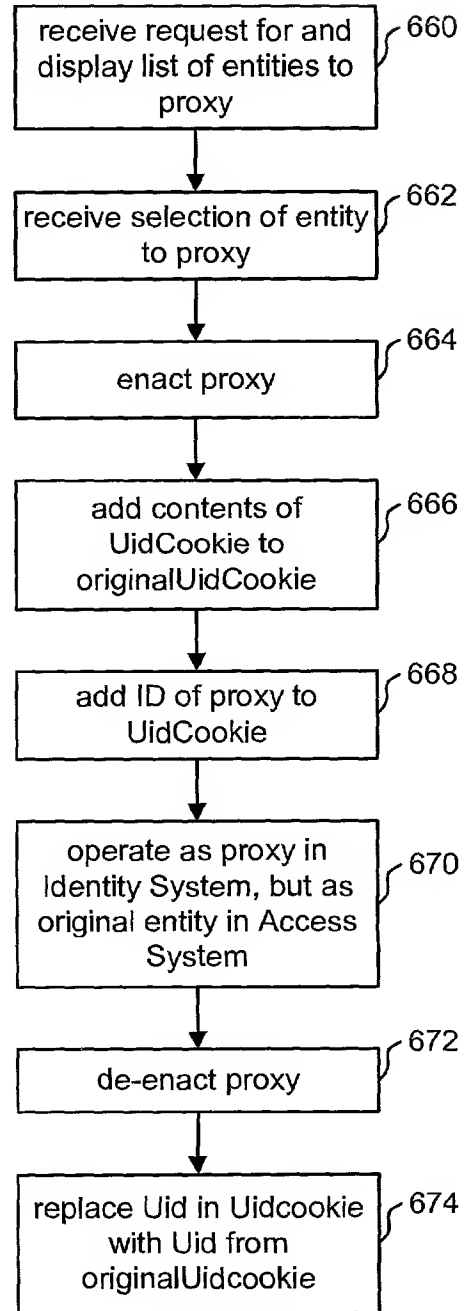 receive request for and
display list of entities to
proxy
660
receive selection of entity
to proxy
662
enact proxy
664
add contents of
UidCookie to
originalUidCookie
666
add ID of proxy to
UidCookie
668
operate as proxy in
Identity System, but as
original entity in Access
System
670
de-enact proxy
672
replace Uid in Uidcookie
with Uid from
originalUidcookie
674